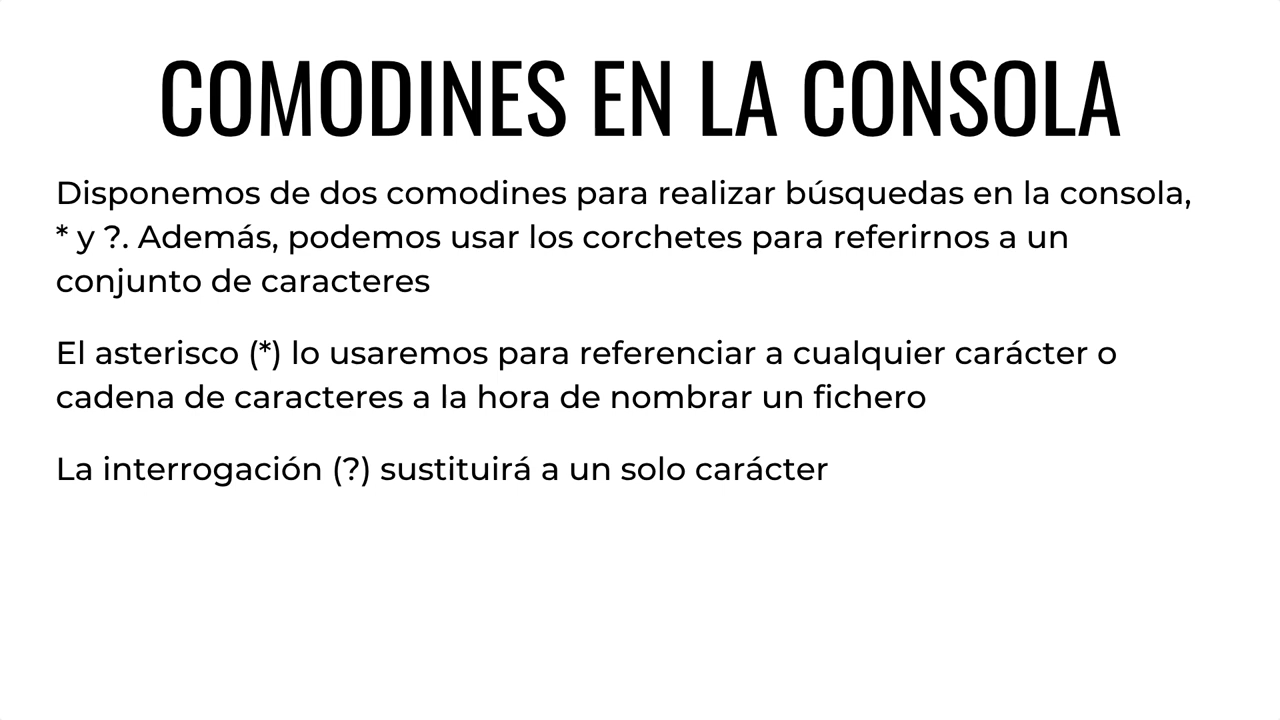 COMODINES EN LA CONSOLA
Disponemos de dos comodines para realizar búsquedas en la consola,
* y ?. Además, podemos usar los corchetes para referirnos a un
conjunto de caracteres
El asterisco (*) lo usaremos para referenciar a cualquier carácter o
cadena de caracteres a la hora de nombrar un fichero
La interrogación (?) sustituirá a un solo carácter